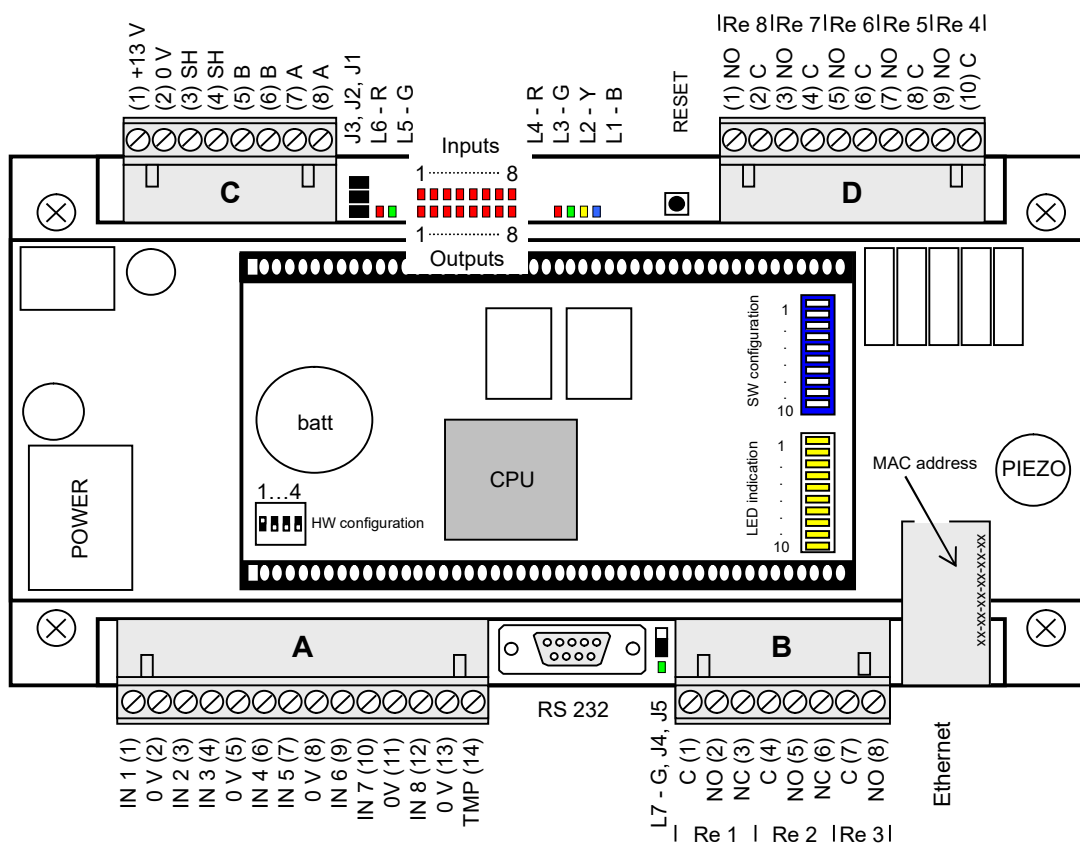 (1) +13 V
(2) 0 V
(3) SH
(4) SH
(5) B
(6) B
(7) A
(8) A
J3, J2, J1
L6 - R
L5 - G
Inputs
1 .................. 8
1 .................. 8
Outputs
L4 - R
L3 - G
L2 - Y
L1 - B
RESET
|Re 8|Re 7|Re 6|Re 5|Re 4|
(1) NO
(2) C
(3) NO
(4) C
(5) NO
(6) C
(7) NO
(8) C
(9) NO
(10) C
C
D
batt
1...4
HW configuration
CPU
SW configuration
1
.
.
.
.
10
LED indication
1
.
.
.
.
10
POWER
MAC address
PIEZO
xx-xx-xx-xx-xx-xx
A
B
RS 232
L7 - G, J4, J5
Ethernet
IN 1 (1)
0 V (2)
IN 2 (3)
IN 3 (4)
0 V (5)
IN 4 (6)
IN 5 (7)
0 V (8)
IN 6 (9)
IN 7 (10)
0V (11)
IN 8 (12)
0 V (13)
TMP (14)
C (1)
NO (2)
NC (3)
C (4)
NO (5)
NC (6)
C (7)
NO (8)
| Re 1 | Re 2 |Re 3|